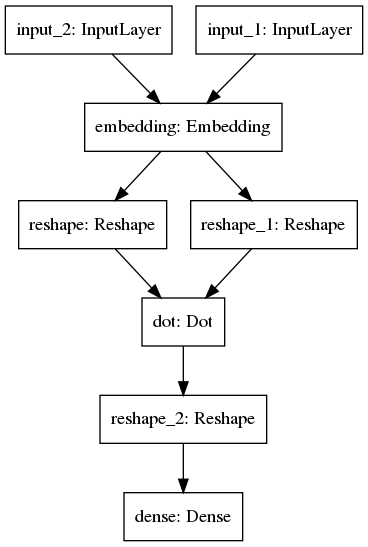 input_2: InputLayer
input_1: InputLayer
embedding: Embedding
reshape: Reshape
reshape_1: Reshape
dot: Dot
reshape_2: Reshape
dense: Dense